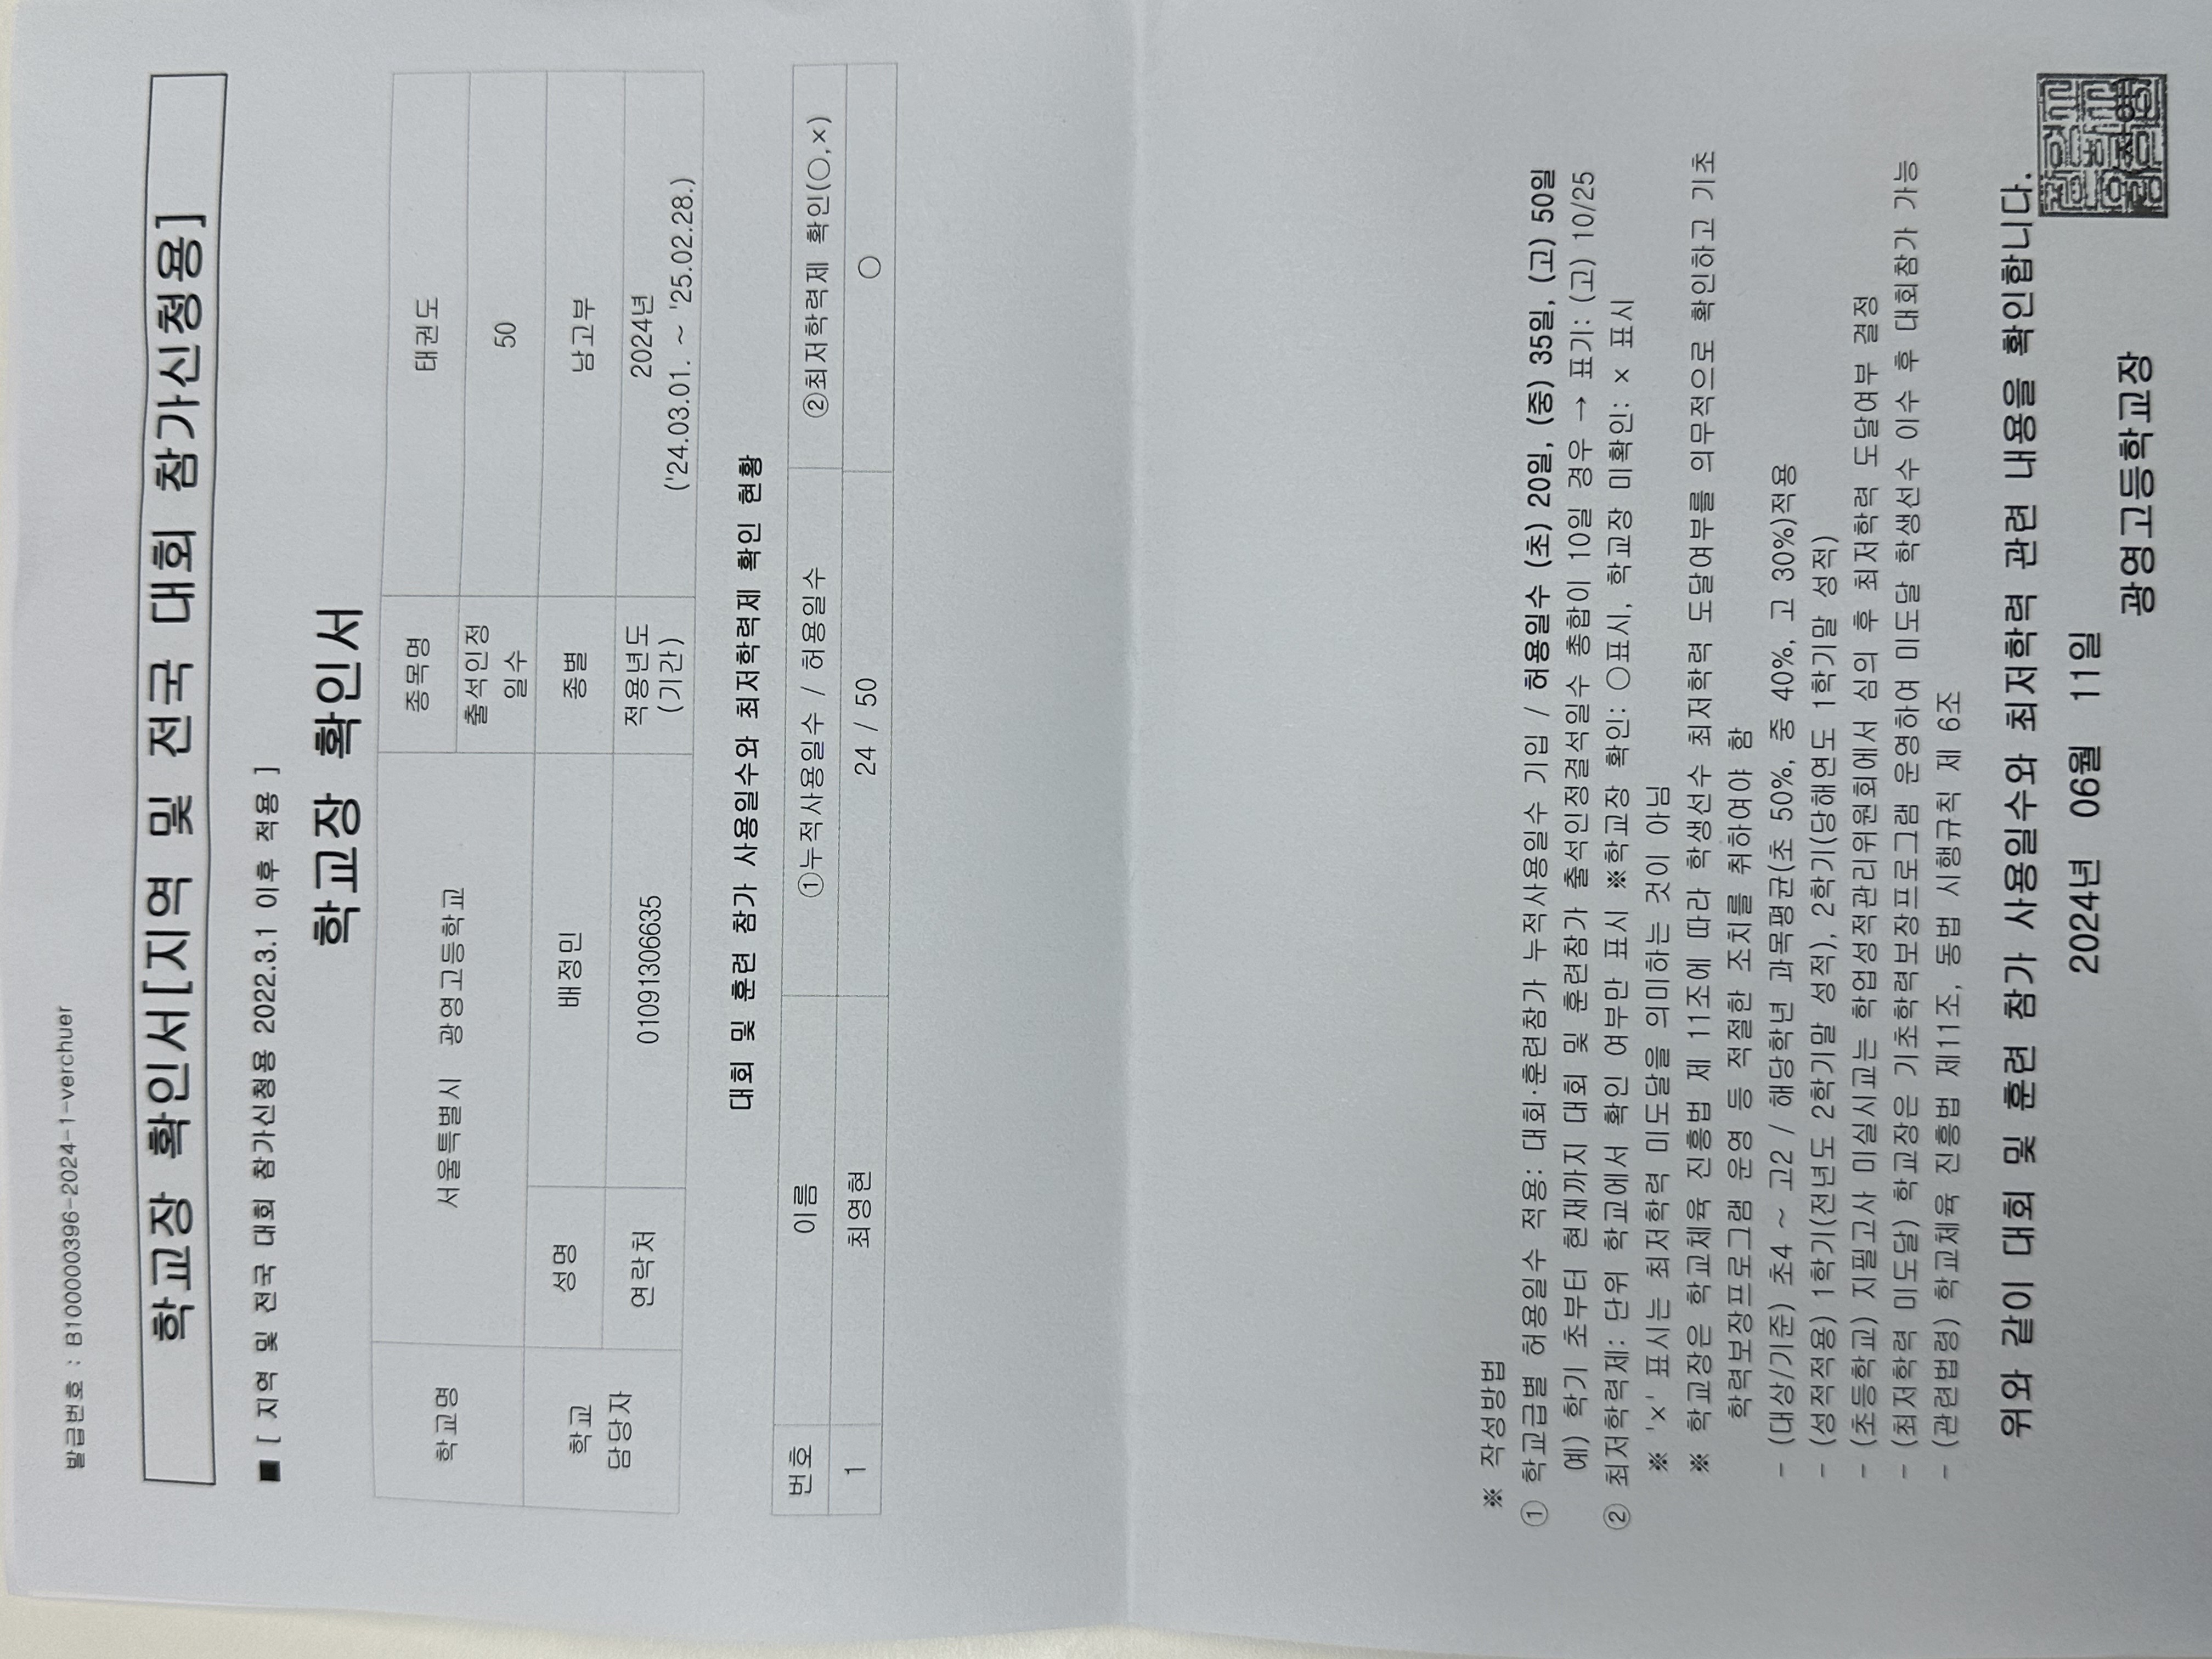 발급번호 : B100000396-2024-1-verchuer
학교장 확인서[지역 및 전국 대회 참가신청용]
■ [ 지역 및 전국 대회 참가신청용 2022.3.1 이후 적용 ]
학교장 확인서
학교명 서울특별시 광영고등학교 종목명 태권도
출석인정 일수 50
학교 담당자 성명 배정민 종별 남고부
연락처 01091306635 적용년도 (기간) 2024년
('24.03.01. ~ '25.02.28.)
대회 및 훈련 참가 사용일수와 최저학력제 확인 현황
번호 이름 ①누적사용일수 / 허용일수 ②최저학력제 확인(○,×)
1 최영현 24 / 50 ○
※ 작성방법
① 학교급별 허용일수 적용: 대회·훈련참가 누적사용일수 기입 / 허용일수 (초) 20일, (중) 35일, (고) 50일
예) 학기 초부터 현재까지 대회 및 훈련참가 출석인정결석일수 총합이 10일 경우 → 표기: (고) 10/25
② 최저학력제: 단위 학교에서 확인 여부만 표시 ※학교장 확인: ○표시, 학교장 미확인: × 표시
※ '×' 표시는 최저학력 미도달을 의미하는 것이 아님
※ 학교장은 학교체육 진흥법 제 11조에 따라 학생선수 최저학력 도달여부를 의무적으로 확인하고 기초
학력보장프로그램 운영 등 적절한 조치를 취하여야 함
- (대상/기준) 초4 ~ 고2 / 해당학년 과목평균(초 50%, 중 40%, 고 30%)적용
- (성적적용) 1학기(전년도 2학기말 성적), 2학기(당해연도 1학기말 성적)
- (초등학교) 지필고사 미실시교는 학업성적관리위원회에서 심의 후 최저학력 도달여부 결정
- (최저학력 미도달) 학교장은 기초학력보장프로그램 운영하여 미도달 학생선수 이수 후 대회참가 가능
- (관련법령) 학교체육 진흥법 제11조, 동법 시행규칙 제 6조
위와 같이 대회 및 훈련 참가 사용일수와 최저학력 관련 내용을 확인합니다.
2024년 06월 11일
광영고등학교장